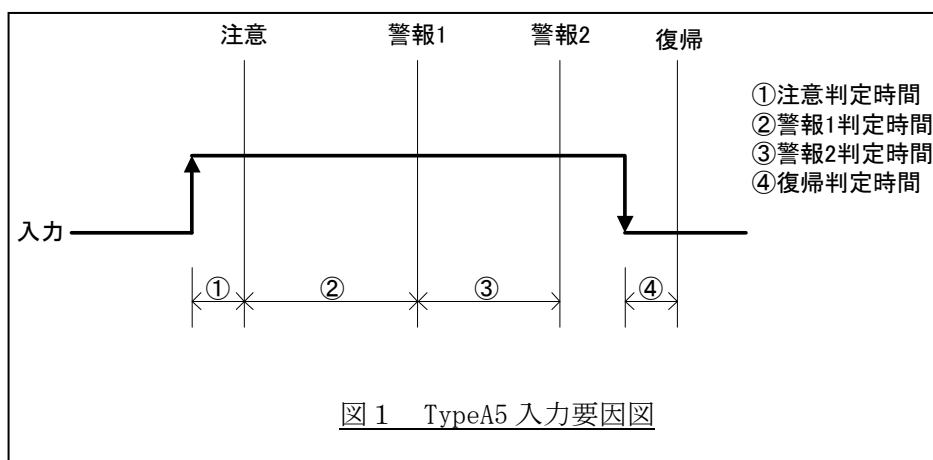 注意 警報1 警報2 復帰
①注意判定時間
②警報1判定時間
③警報2判定時間
④復帰判定時間
入力
① ② ③ ④
図1 TypeA5 入力要因図